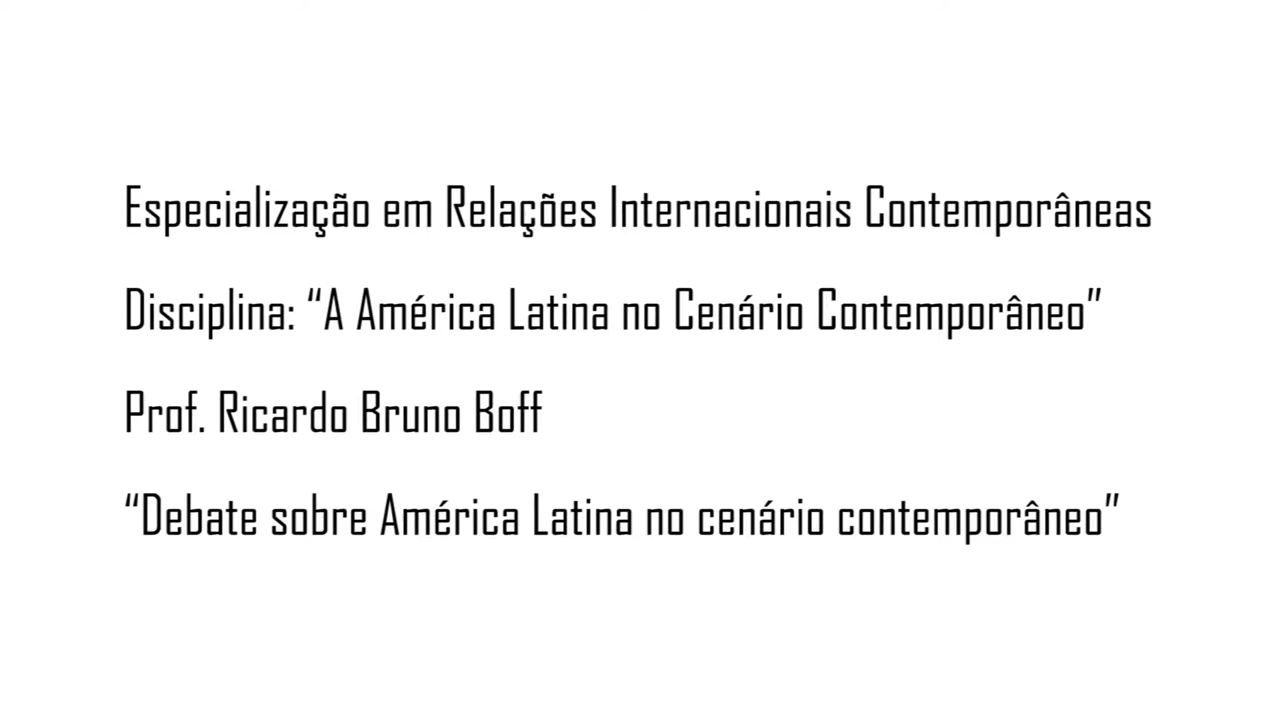 Especialização em Relações Internacionais Contemporâneas
Disciplina: “A América Latina no Cenário Contemporâneo”
Prof. Ricardo Bruno Boff
“Debate sobre América Latina no cenário contemporâneo”